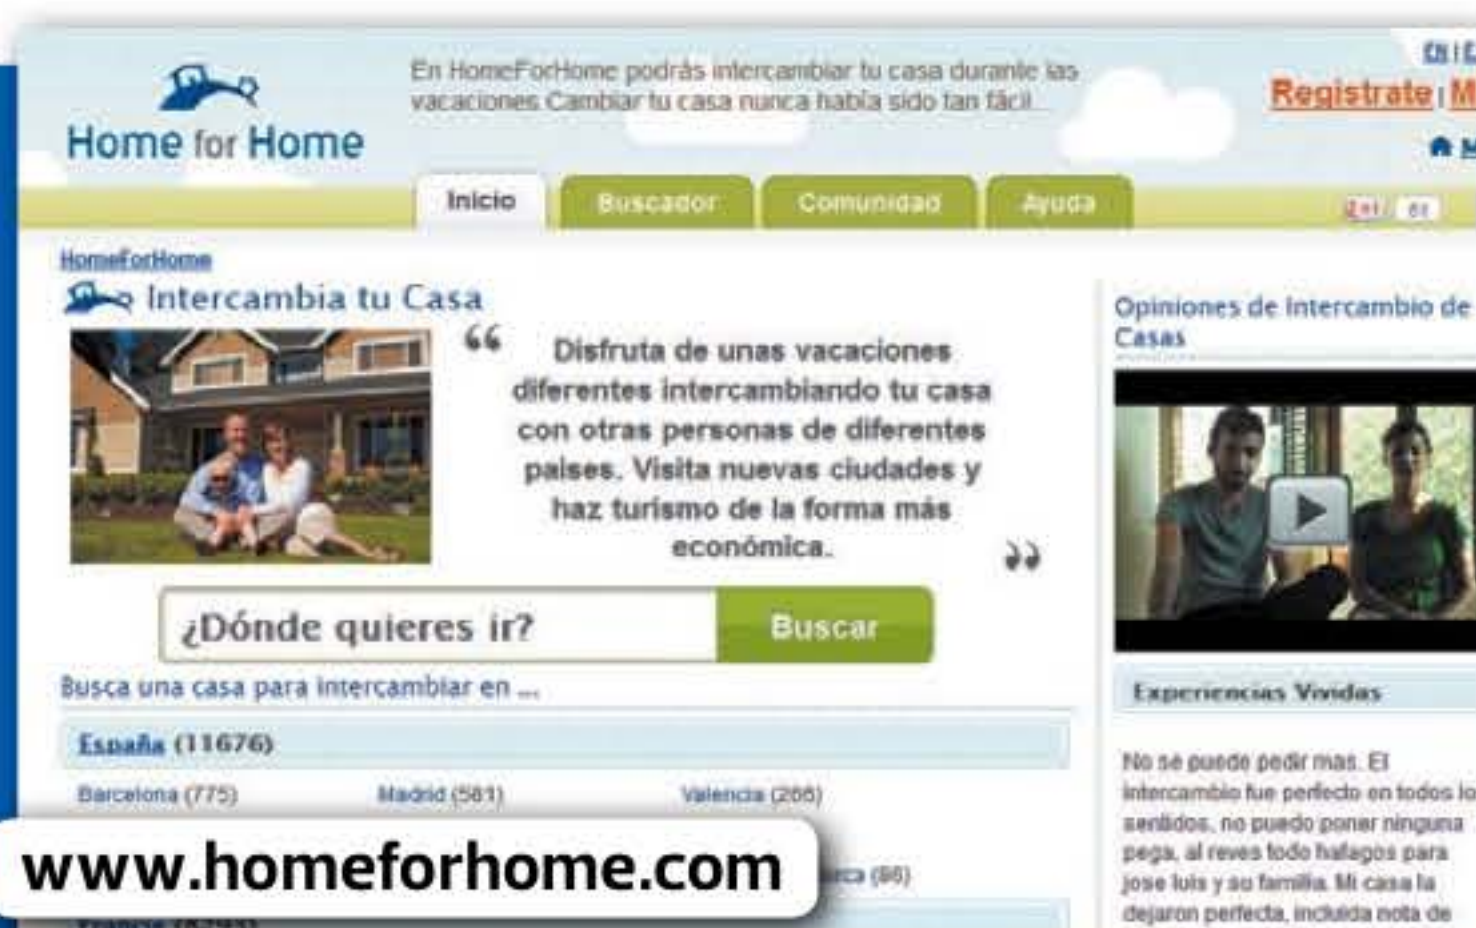 Home for Home
En HomeForHome podrás intercambiar tu casa durante las
vacaciones Cambiar tu casa nunca había sido tan fácil...
Registrate
Inicio
Buscador
Comunidad
Ayuda
HomeForHome
Intercambia tu Casa
“ Disfruta de unas vacaciones
diferentes intercambiando tu casa
con otras personas de diferentes
paises. Visita nuevas ciudades y
haz turismo de la forma más
económica. ”
¿Dónde quieres ir?
Buscar
Busca una casa para intercambiar en ...
España (11676)
Barcelona (775)
Madrid (581)
Valencia (266)
www.homeforhome.com
Opiniones de Intercambio de
Casas
Experiencias Vividas
No se puede pedir mas. El
intercambio fue perfecto en todos lo
sentidos, no puedo poner ninguna
pega, al reves todo halagos para
jose luis y su familia. Mi casa la
dejaron perfecta, incluida nota de